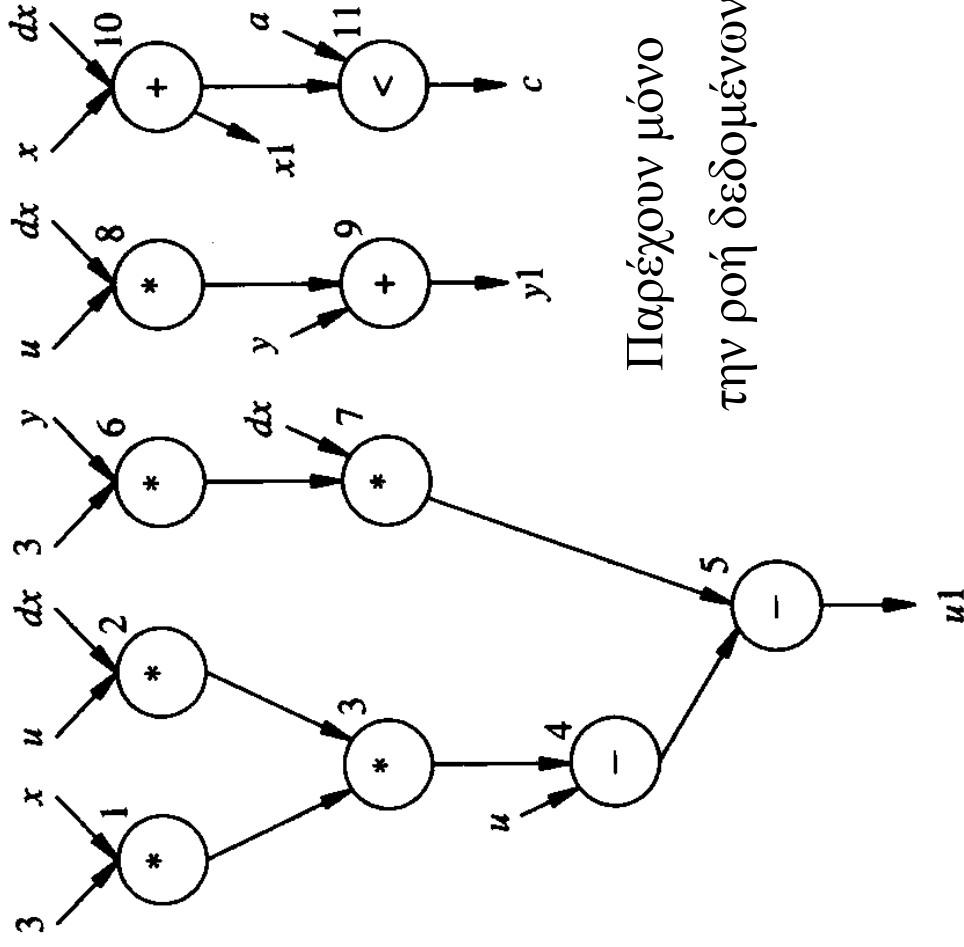 3 x u dx 3 y u dx x dx
1 2 6 8 10
* * * * +
dx y x1 a
3 7 9 11
* * + <
u y1 c
4
−
Παρέχουν μόνο
5
την ροή δεδομένων
−
u1